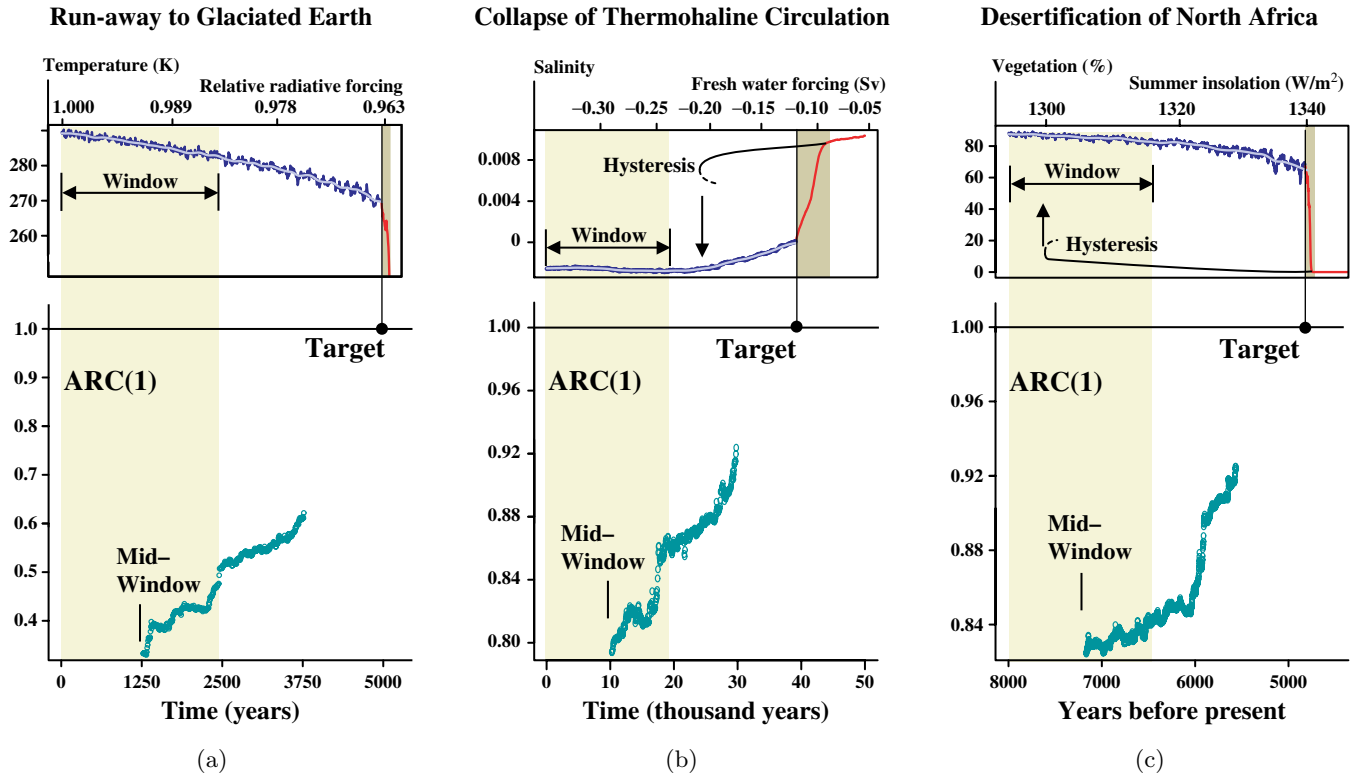 Run-away to Glaciated Earth
Temperature (K)
Relative radiative forcing
1.000 0.989 0.978 0.963
280
270
260
Window
1.0
Target
0.9
ARC(1)
0.8
0.7
0.6
0.5
0.4
Mid–
Window
0 1250 2500 3750 5000
Time (years)
(a)
Collapse of Thermohaline Circulation
Salinity
Fresh water forcing (Sv)
−0.30 −0.24 −0.20 −0.15 −0.10 −0.05
0.008
0.004
0
Hysteresis
Window
1.00
Target
0.96
ARC(1)
0.92
0.88
0.84
0.80
Mid–
Window
0 10 20 30 40 50
Time (thousand years)
(b)
Desertification of North Africa
Vegetation (%)
Summer insolation (W/m²)
1300 1320 1340
80
60
40
20
0
Window
Hysteresis
1.00
Target
ARC(1)
0.96
0.92
0.88
0.84
Mid–
Window
8000 7000 6000 5000
Years before present
(c)